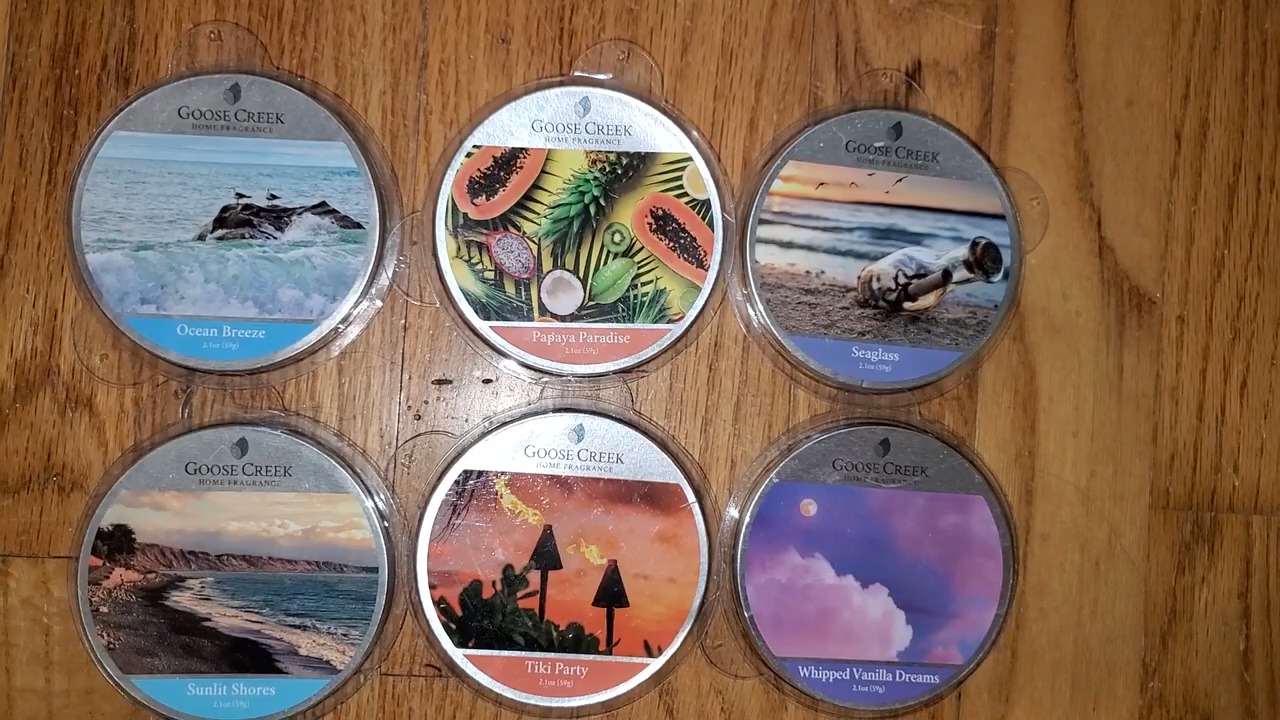 GOOSE CREEK
HOME FRAGRANCE
Ocean Breeze
2.1oz (59g)
GOOSE CREEK
HOME FRAGRANCE
Papaya Paradise
2.1oz (59g)
GOOSE CREEK
HOME FRAGRANCE
Seaglass
2.1oz (59g)
GOOSE CREEK
HOME FRAGRANCE
Sunlit Shores
2.1oz (59g)
GOOSE CREEK
HOME FRAGRANCE
Tiki Party
2.1oz (59g)
GOOSE CREEK
HOME FRAGRANCE
Whipped Vanilla Dreams
2.1oz (59g)